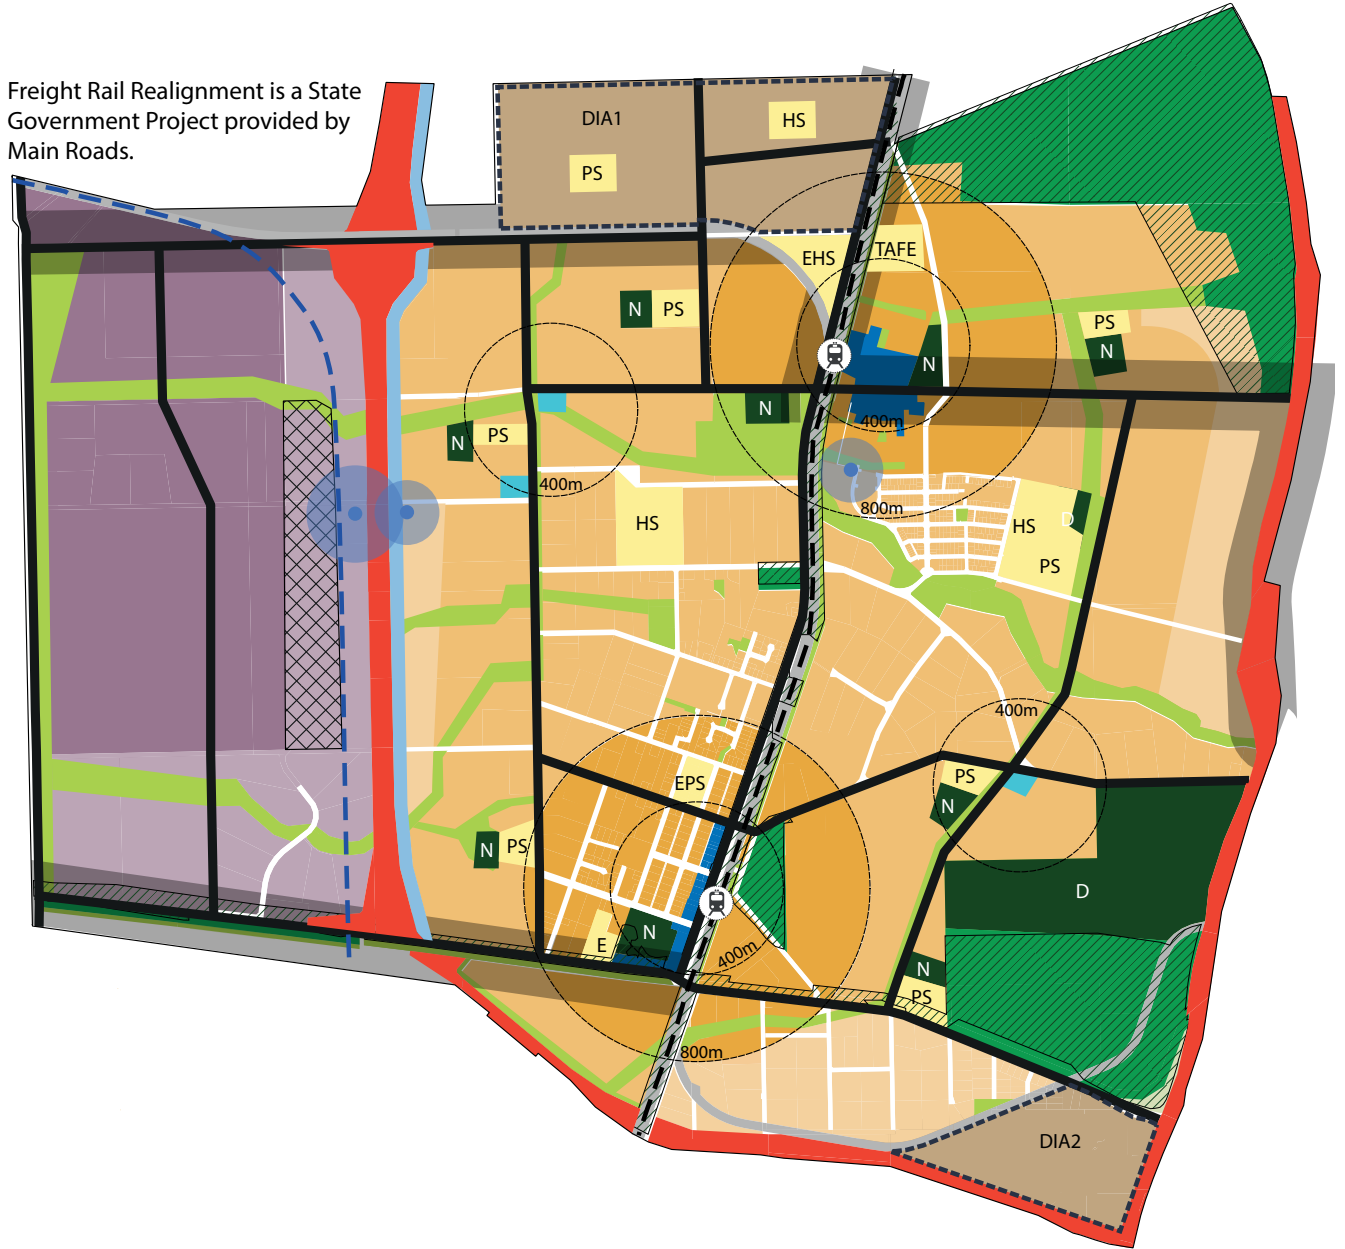 Freight Rail Realignment is a State
Government Project provided by
Main Roads.
DIA1
HS
PS
EHS
TAFE
N
PS
PS
N
N
N
400m
N
PS
400m
800m
HS
D
HS
PS
400m
EPS
PS
N
N
PS
D
E
N
400m
N
PS
800m
DIA2